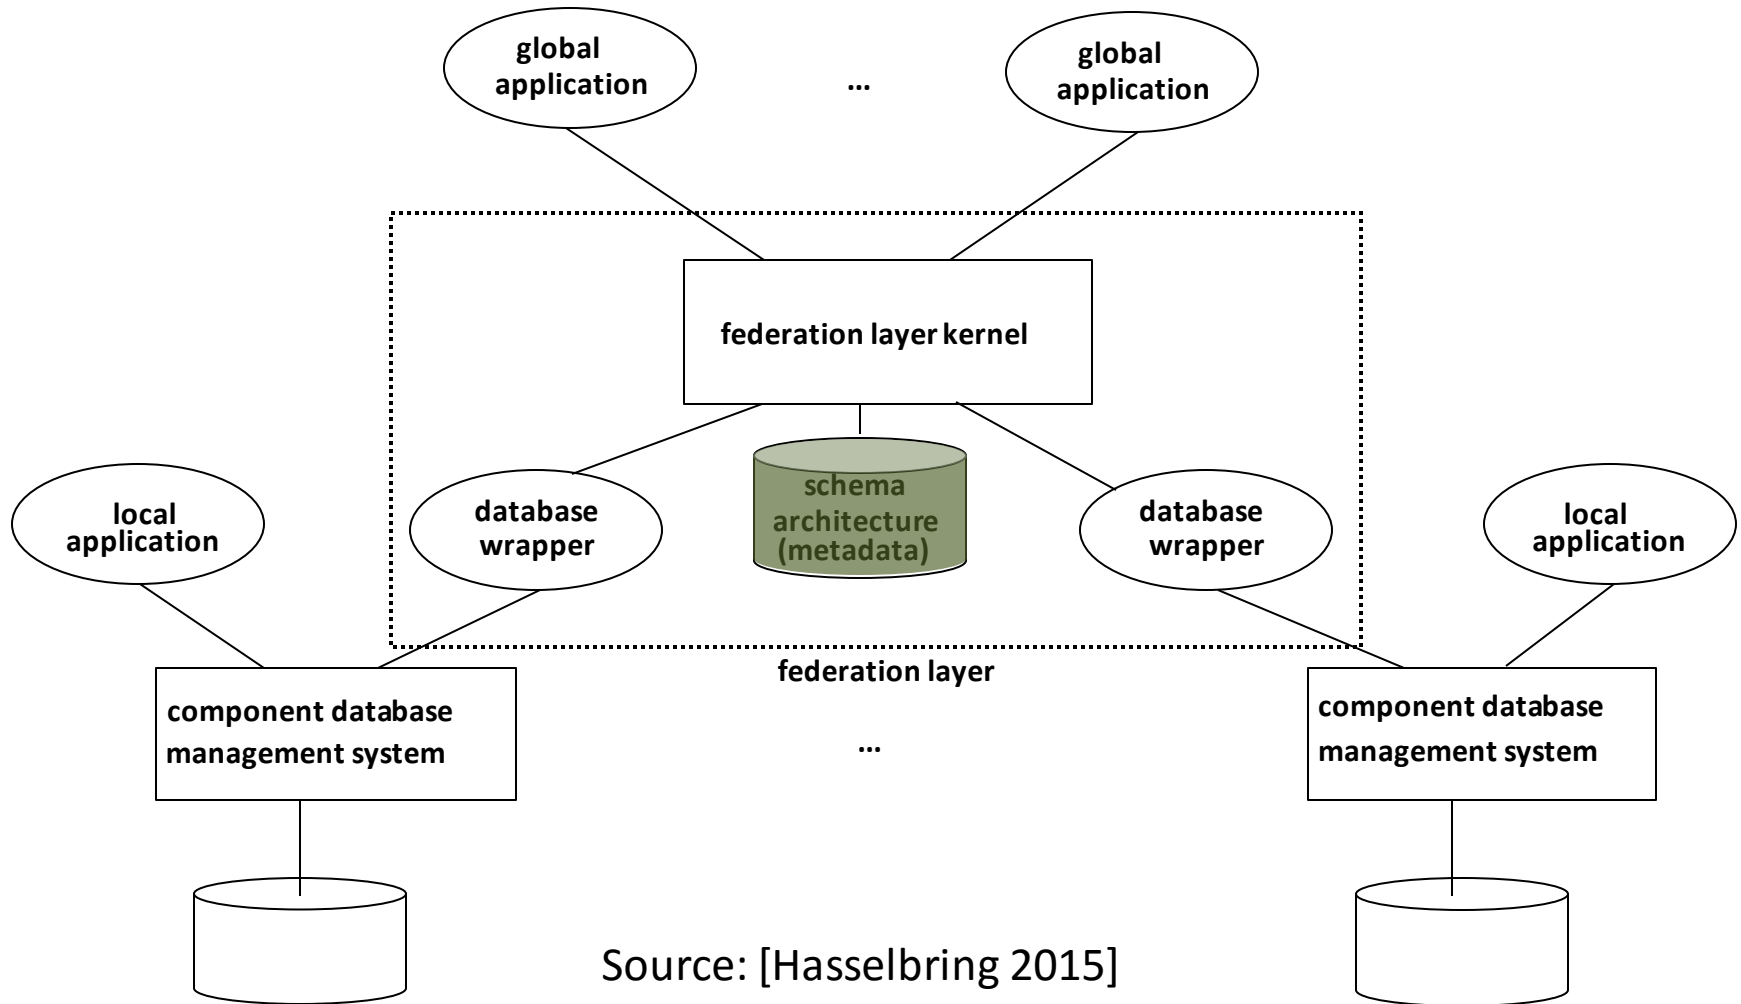 global
application
...
global
application
federation layer kernel
local
application
database
wrapper
schema
architecture
(metadata)
database
wrapper
local
application
federation layer
component database
management system
...
component database
management system
Source: [Hasselbring 2015]